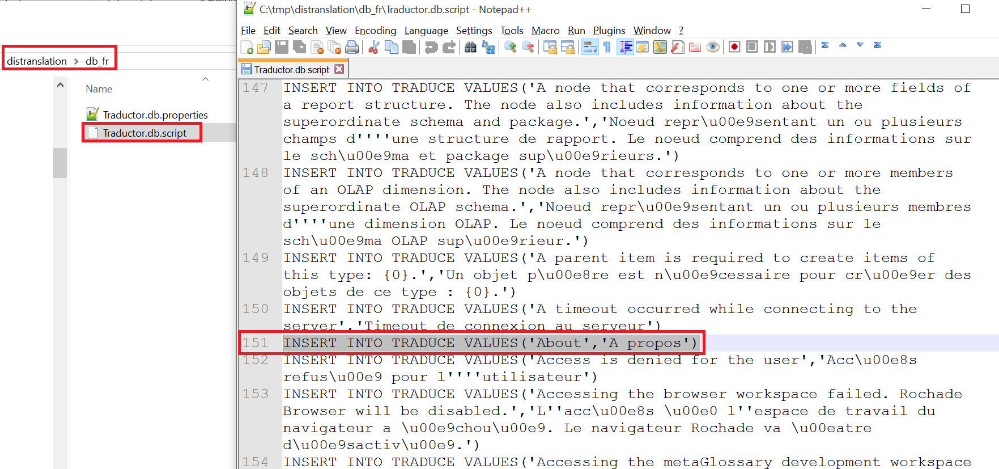 C:\tmp\distranslation\db_fr\Traductor.db.script - Notepad++
File Edit Search View Encoding Language Settings Tools Macro Run Plugins Window ?
distranslation > db_fr
Name
Traductor.db.properties
Traductor.db.script
Traductor.db.script
147 INSERT INTO TRADUCE VALUES('A node that corresponds to one or more fields of
a report structure. The node also includes information about the
superordinate schema and package.','Noeud repr\u00e9sentant un ou plusieurs
champs d''''une structure de rapport. Le noeud comprend des informations sur
le sch\u00e9ma et package sup\u00e9rieurs.')
148 INSERT INTO TRADUCE VALUES('A node that corresponds to one or more members
of an OLAP dimension. The node also includes information about the
superordinate OLAP schema.','Noeud repr\u00e9sentant un ou plusieurs membres
d''''une dimension OLAP. Le noeud comprend des informations sur le
sch\u00e9ma OLAP sup\u00e9rieur.')
149 INSERT INTO TRADUCE VALUES('A parent item is required to create items of
this type: {0}.','Un objet p\u00e8re est n\u00e9cessaire pour cr\u00e9er des
objets de ce type : {0}.')
150 INSERT INTO TRADUCE VALUES('A timeout occurred while connecting to the
server','Timeout de connexion au serveur')
151 INSERT INTO TRADUCE VALUES('About','A propos')
152 INSERT INTO TRADUCE VALUES('Access is denied for the user','Acc\u00e8s
refus\u00e9 pour l''''utilisateur')
153 INSERT INTO TRADUCE VALUES('Accessing the browser workspace failed. Rochade
Browser will be disabled.','L''acc\u00e8s \u00e0 l''espace de travail du
navigateur a \u00e9chou\u00e9. Le navigateur Rochade va \u00eatre
d\u00e9sactiv\u00e9.')
154 INSERT INTO TRADUCE VALUES('Accessing the metaGlossary development workspace